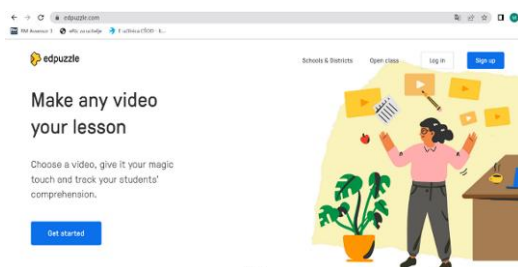 edpuzzle.com
edpuzzle
Schools & Districts
Open class
Log in
Sign up
Make any video
your lesson
Choose a video, give it your magic
touch and track your students'
comprehension.
Get started